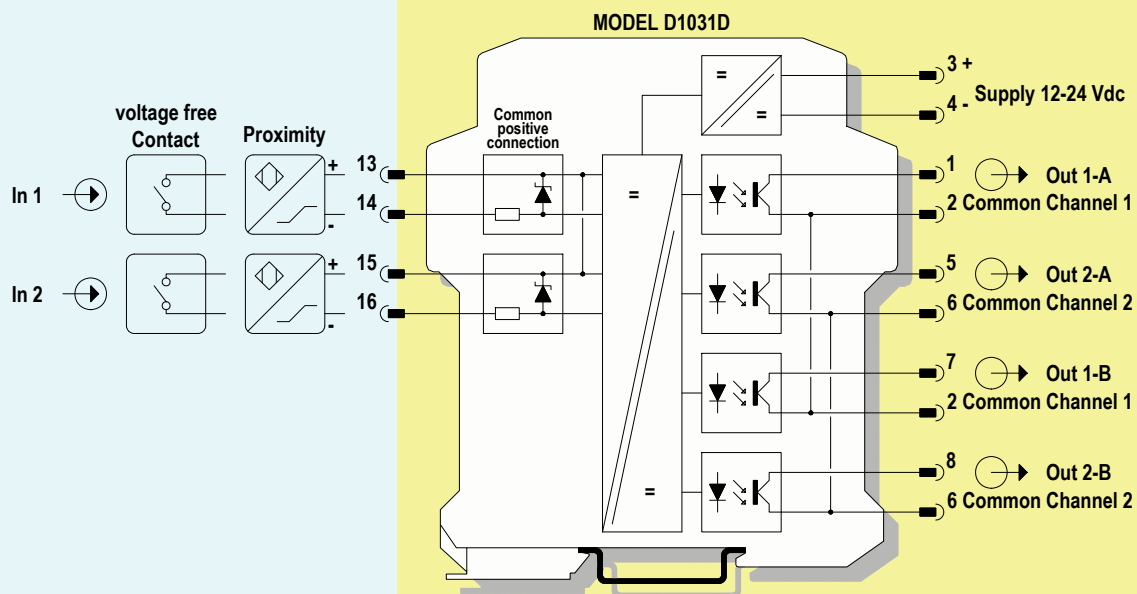 MODEL D1031D
3 +
Supply 12-24 Vdc
4 -
=
=
voltage free
Contact
Proximity
Common
positive
connection
In 1
+
13
14
-
=
1
Out 1-A
2 Common Channel 1
In 2
+
15
16
-
5
Out 2-A
6 Common Channel 2
7
Out 1-B
2 Common Channel 1
8
Out 2-B
=
6 Common Channel 2